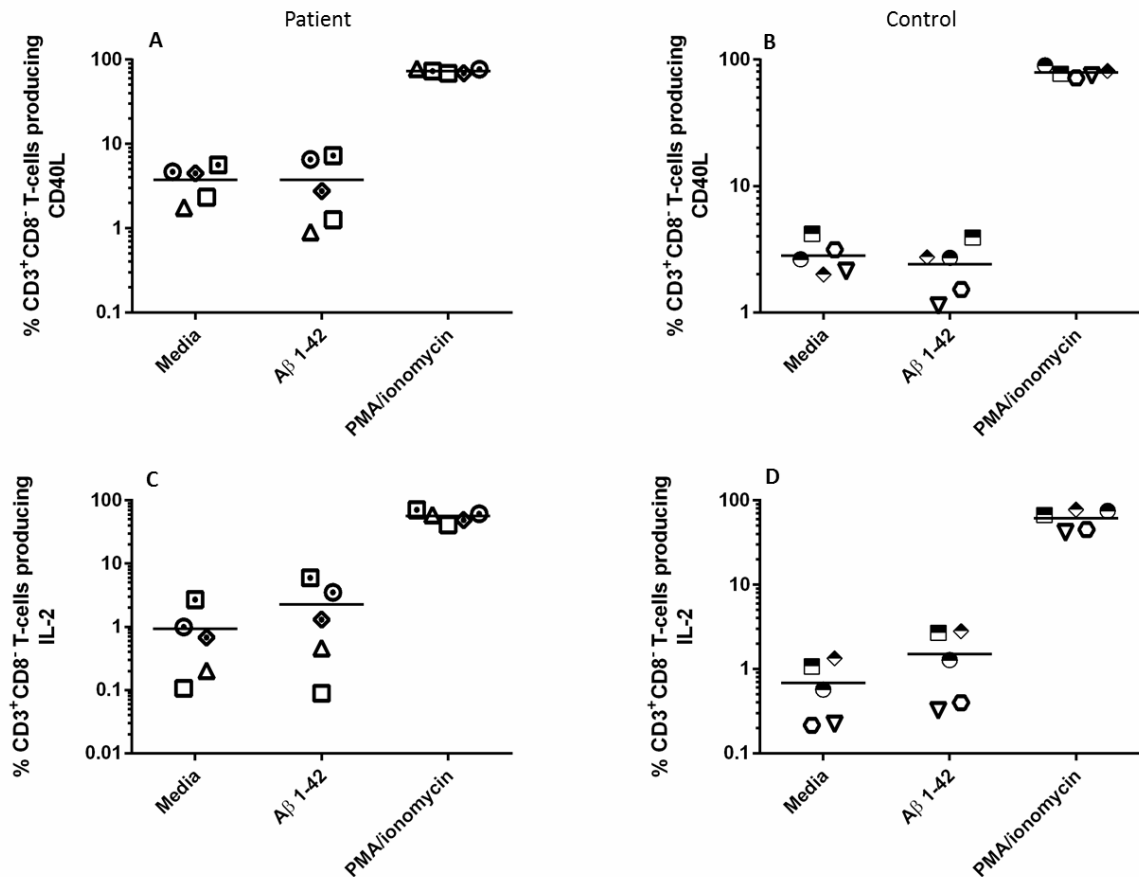 Patient
Control
A
% CD3⁺CD8⁻ T-cells producing
CD40L
100
10
1
0.1
Media
Aβ 1-42
PMA/ionomycin
B
% CD3⁺CD8⁻ T-cells producing
CD40L
100
10
1
Media
Aβ 1-42
PMA/ionomycin
C
% CD3⁺CD8⁻ T-cells producing
IL-2
100
10
1
0.1
0.01
Media
Aβ 1-42
PMA/ionomycin
D
% CD3⁺CD8⁻ T-cells producing
IL-2
100
10
1
0.1
Media
Aβ 1-42
PMA/ionomycin